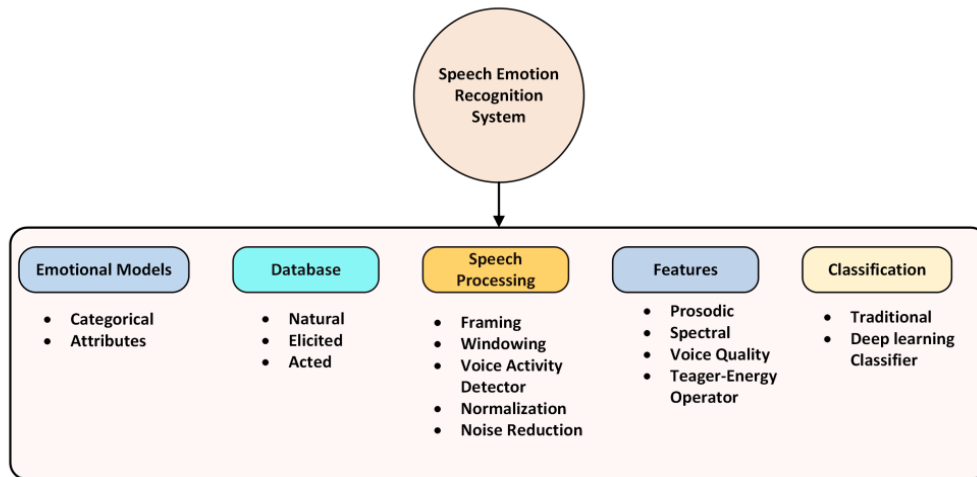 Speech Emotion
Recognition
System
Emotional Models
• Categorical
• Attributes
Database
• Natural
• Elicited
• Acted
Speech
Processing
• Framing
• Windowing
• Voice Activity
Detector
• Normalization
• Noise Reduction
Features
• Prosodic
• Spectral
• Voice Quality
• Teager-Energy
Operator
Classification
• Traditional
• Deep learning
Classifier